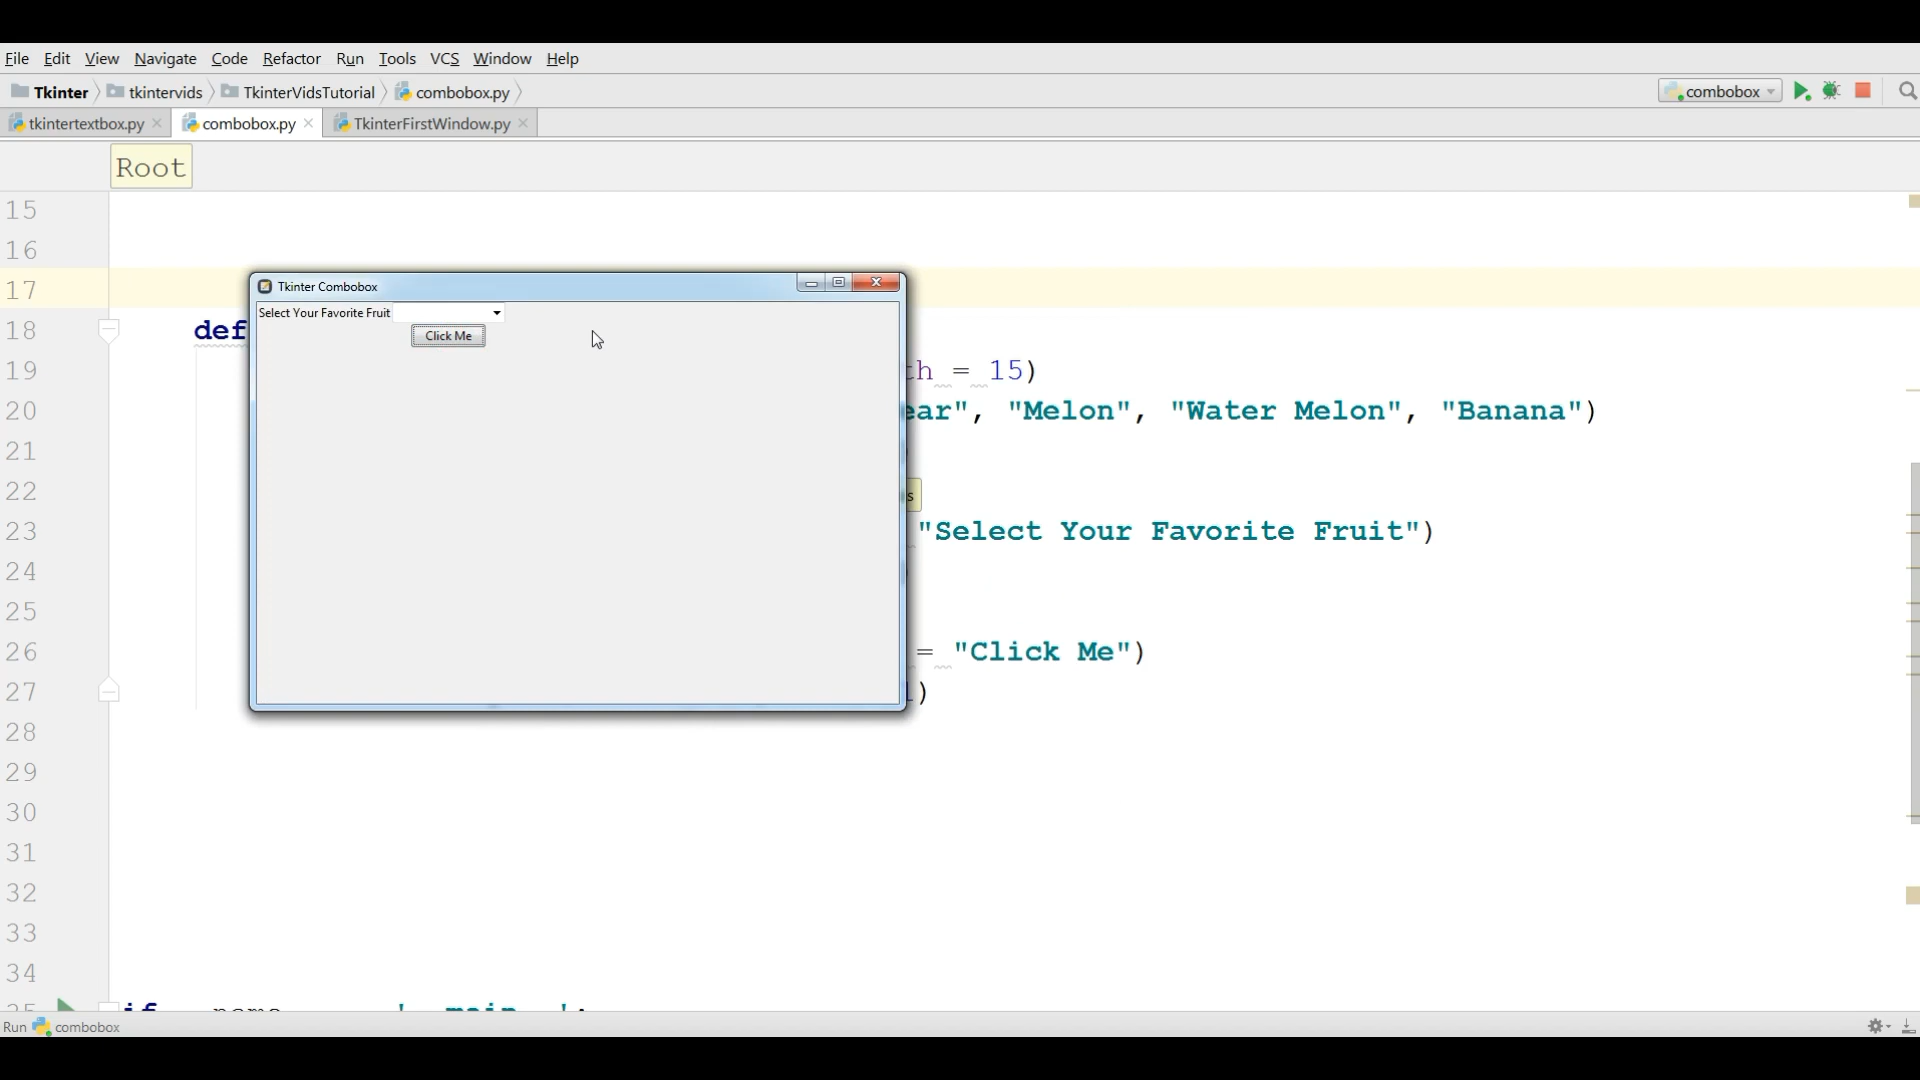 File Edit View Navigate Code Refactor Run Tools VCS Window Help
Tkinter tkintervids TkinterVidsTutorial combobox.py combobox
tkintertextbox.py combobox.py TkinterFirstWindow.py
Root
15
16
17
Tkinter Combobox
Select Your Favorite Fruit
Click Me
18 def
19 th = 15)
20 ear", "Melon", "Water Melon", "Banana")
21
22 s
23 "Select Your Favorite Fruit")
24
25
26 = "Click Me")
27 )
28
29
30
31
32
33
34
Run combobox